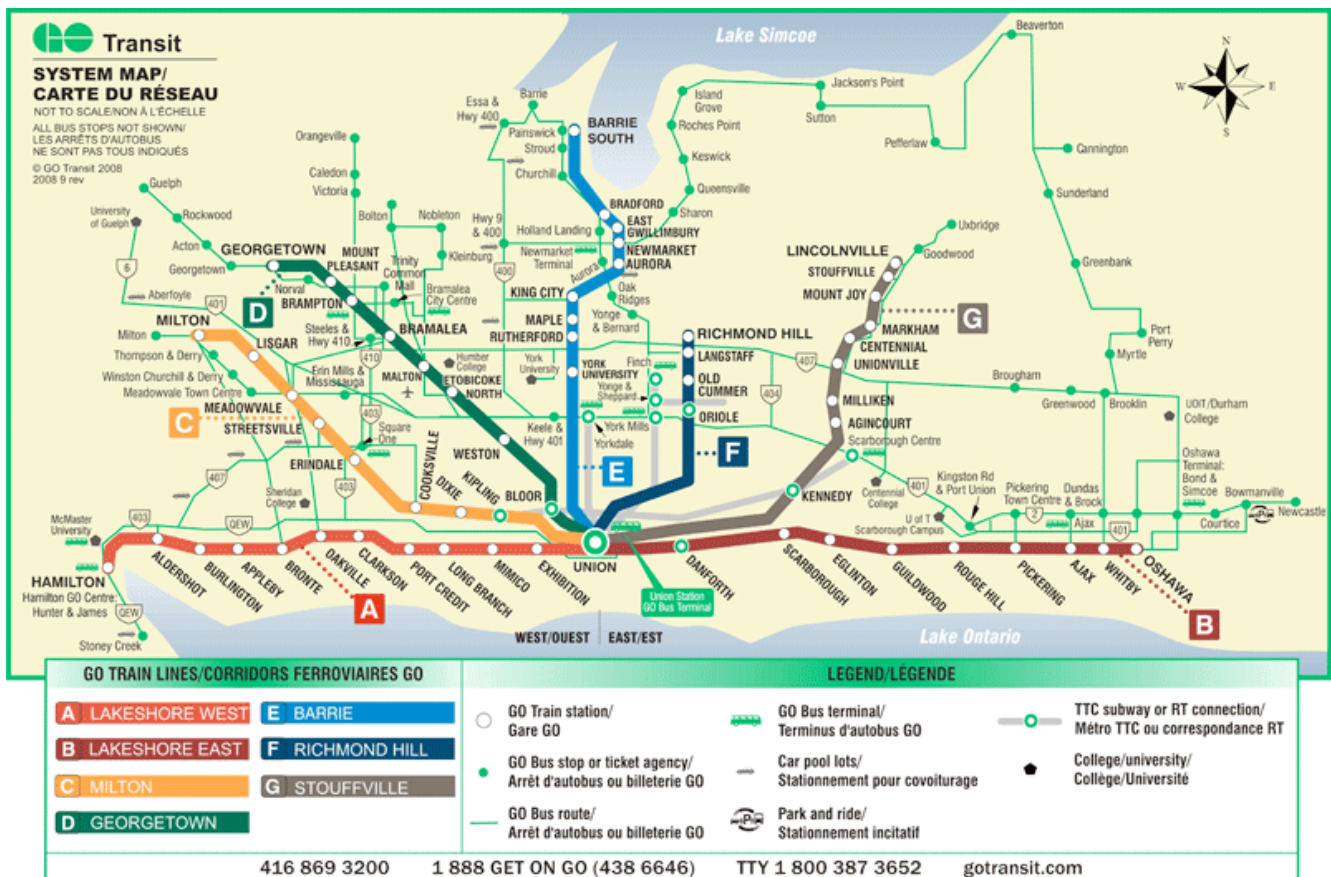 GO Transit
SYSTEM MAP/
CARTE DU RÉSEAU
NOT TO SCALE/NON À L'ÉCHELLE
ALL BUS STOPS NOT SHOWN/
LES ARRÊTS D'AUTOBUS
NE SONT PAS TOUS INDIQUÉS
© GO Transit 2008
2008 9 rev
Lake Simcoe
N
W
E
S
Beaverton
Jackson's Point
Island
Grove
Sutton
Roches Point
Pefferlaw
Cannington
Keswick
Queensville
Sharon
Sunderland
Greenbank
Port
Perry
Myrtle
Uxbridge
Goodwood
Barrie
Essa &
Hwy 400
Painswick
Stroud
Churchill
BARRIE
SOUTH
BRADFORD
EAST
GWILLIMBURY
Holland Landing
NEWMARKET
Newmarket
Terminal
AURORA
Aurora
Hwy 9
& 400
400
Oak
Ridges
KING CITY
MAPLE
RUTHERFORD
Yonge
& Bernard
YORK
UNIVERSITY
York
University
Finch
Yonge &
Sheppard
York Mills
Yorkdale
Keele &
Hwy 401
E
Orangeville
Caledon
Victoria
Bolton
Nobleton
Kleinburg
Trinity
Common
Mall
Bramalea
City Centre
Guelph
University
of Guelph
Rockwood
Acton
Georgetown
6
Aberfoyle
401
GEORGETOWN
MOUNT
PLEASANT
Norval
BRAMPTON
D
BRAMALEA
Steeles &
Hwy 410
410
MALTON
Humber
College
ETOBICOKE
NORTH
WESTON
BLOOR
MILTON
Milton
LISGAR
Thompson & Derry
Winston Churchill & Derry
Meadowvale Town Centre
Erin Mills &
Mississauga
MEADOWVALE
C
STREETSVILLE
403
Square
One
ERINDALE
COOKSVILLE
DIXIE
KIPLING
407
Sheridan
College
403
RICHMOND HILL
LANGSTAFF
OLD
CUMMER
ORIOLE
F
404
407
LINCOLNVILLE
STOUFFVILLE
MOUNT JOY
G
MARKHAM
CENTENNIAL
UNIONVILLE
MILLIKEN
AGINCOURT
Scarborough Centre
KENNEDY
Centennial
College
401
U of T
Scarborough Campus
Kingston Rd
& Port Union
Pickering
Town Centre
2
Dundas
& Brock
Ajax
401
Brougham
Greenwood
Brooklin
UOIT/Durham
College
Oshawa
Terminal:
Bond &
Simcoe
Bowmanville
Courtice
Newcastle
McMaster
University
403
QEW
HAMILTON
Hamilton GO Centre:
Hunter & James
QEW
Stoney Creek
ALDERSHOT
BURLINGTON
APPLEBY
BRONTE
OAKVILLE
CLARKSON
PORT CREDIT
LONG BRANCH
MIMICO
EXHIBITION
A
UNION
Union Station
GO Bus Terminal
DANFORTH
SCARBOROUGH
EGLINTON
GUILDWOOD
ROUGE HILL
PICKERING
AJAX
WHITBY
OSHAWA
B
WEST/OUEST
EAST/EST
Lake Ontario
GO TRAIN LINES/CORRIDORS FERROVIAIRES GO
A LAKESHORE WEST
B LAKESHORE EAST
C MILTON
D GEORGETOWN
E BARRIE
F RICHMOND HILL
G STOUFFVILLE
LEGEND/LÉGENDE
GO Train station/
Gare GO
GO Bus stop or ticket agency/
Arrêt d'autobus ou billeterie GO
GO Bus route/
Arrêt d'autobus ou billeterie GO
GO Bus terminal/
Terminus d'autobus GO
Car pool lots/
Stationnement pour covoiturage
P
Park and ride/
Stationnement incitatif
TTC subway or RT connection/
Métro TTC ou correspondance RT
College/university/
Collège/Université
416 869 3200 1 888 GET ON GO (438 6646) TTY 1 800 387 3652 gotransit.com